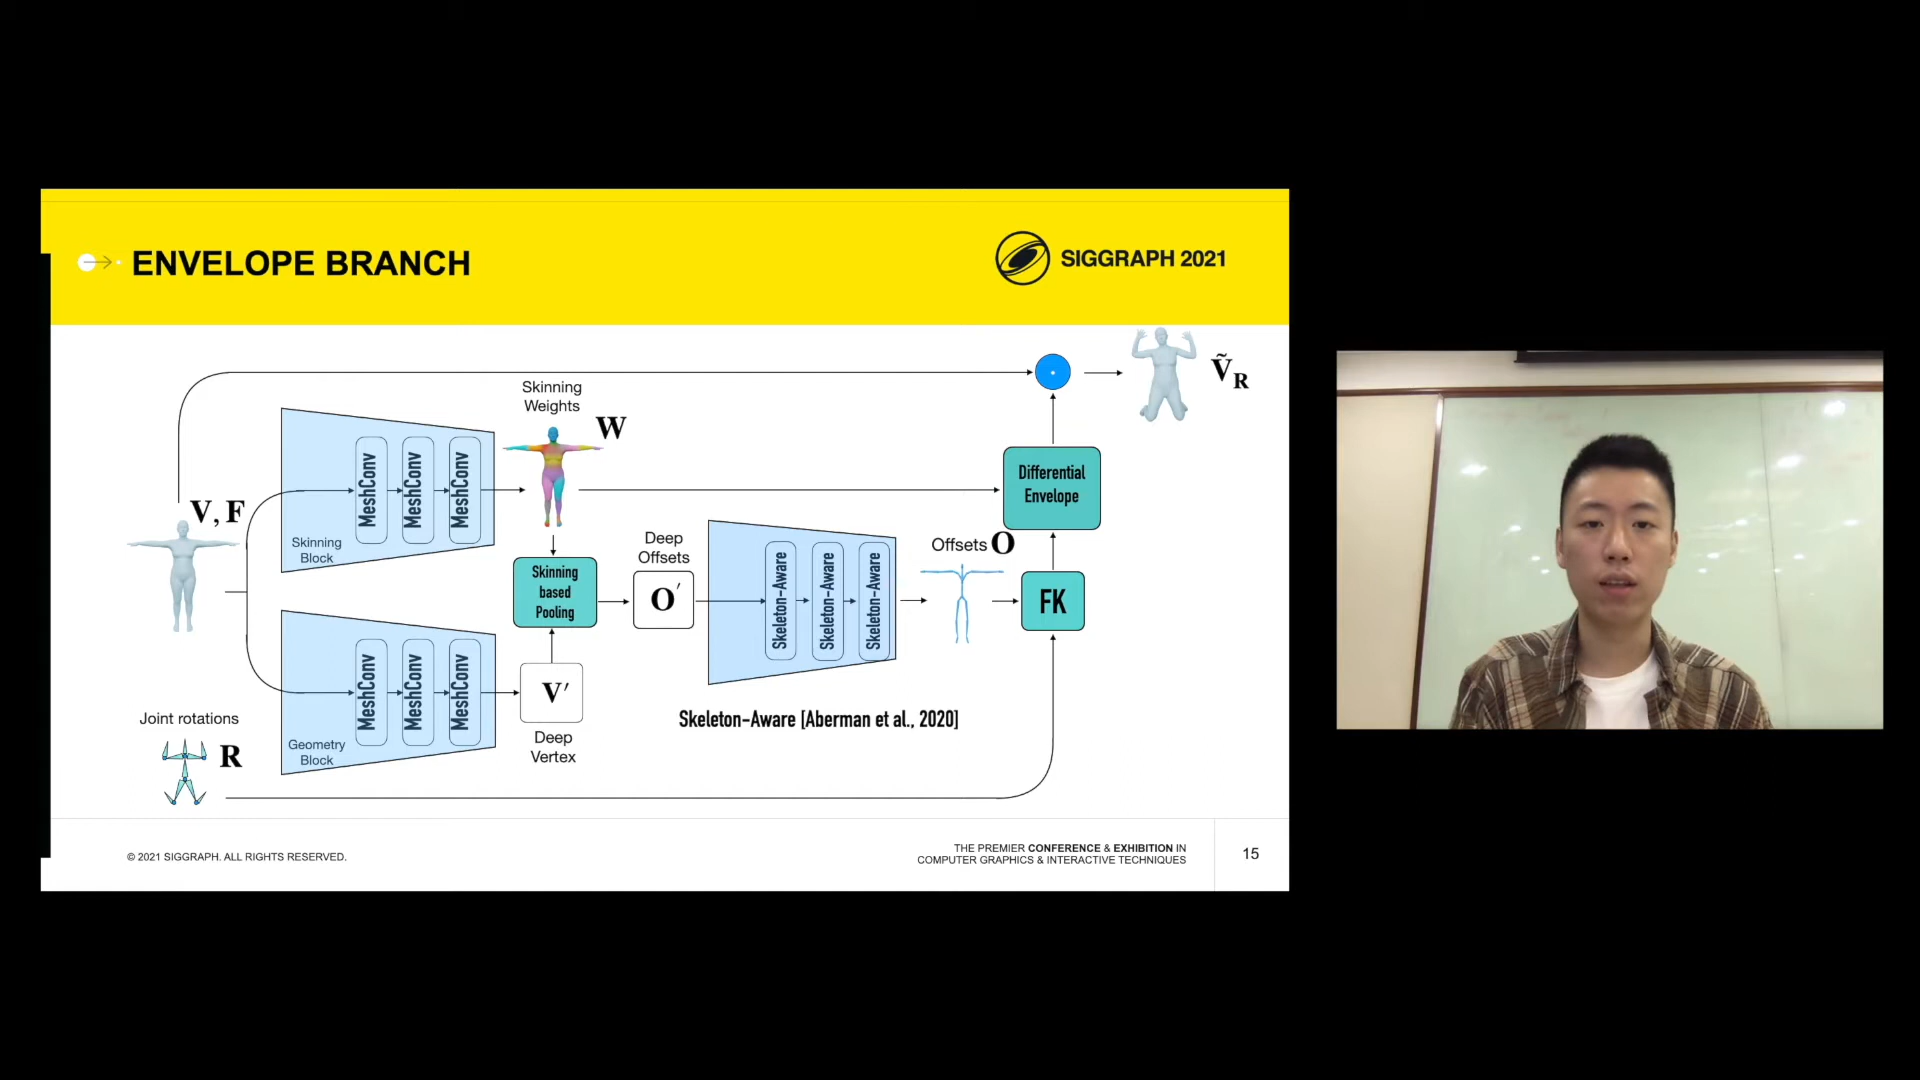 ENVELOPE BRANCH
SIGGRAPH 2021
Skinning
Weights
W
ṼR
MeshConv
MeshConv
MeshConv
Skinning
Block
V, F
Differential
Envelope
Skinning
based
Pooling
Deep
Offsets
O′
Skeleton-Aware
Skeleton-Aware
Skeleton-Aware
Offsets O
FK
MeshConv
MeshConv
MeshConv
Geometry
Block
V′
Deep
Vertex
Skeleton-Aware [Aberman et al., 2020]
Joint rotations
R
© 2021 SIGGRAPH. ALL RIGHTS RESERVED.
THE PREMIER CONFERENCE & EXHIBITION IN
COMPUTER GRAPHICS & INTERACTIVE TECHNIQUES
15